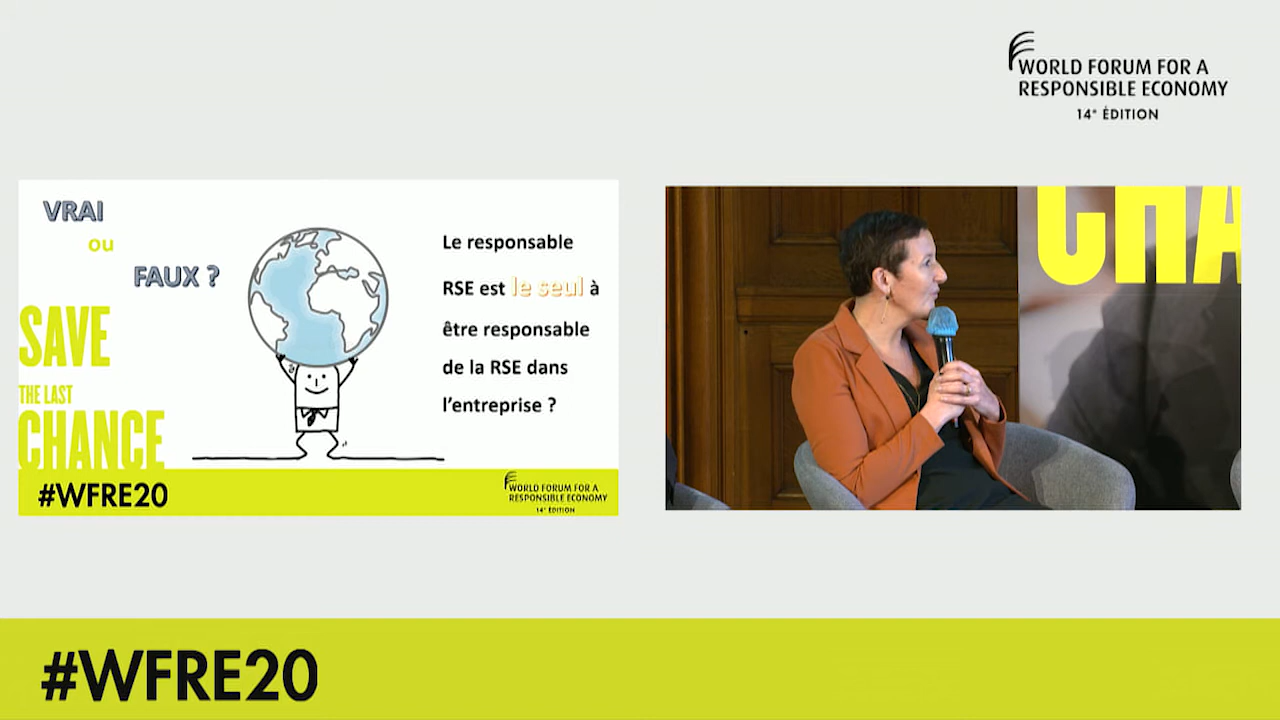 WORLD FORUM FOR A
RESPONSIBLE ECONOMY
14e ÉDITION
VRAI
ou
FAUX ?
Le responsable
RSE est le seul à
être responsable
de la RSE dans
l'entreprise ?
SAVE
THE LAST
CHANCE
#WFRE20
WORLD FORUM FOR A
RESPONSIBLE ECONOMY
14e ÉDITION
CHA
#WFRE20